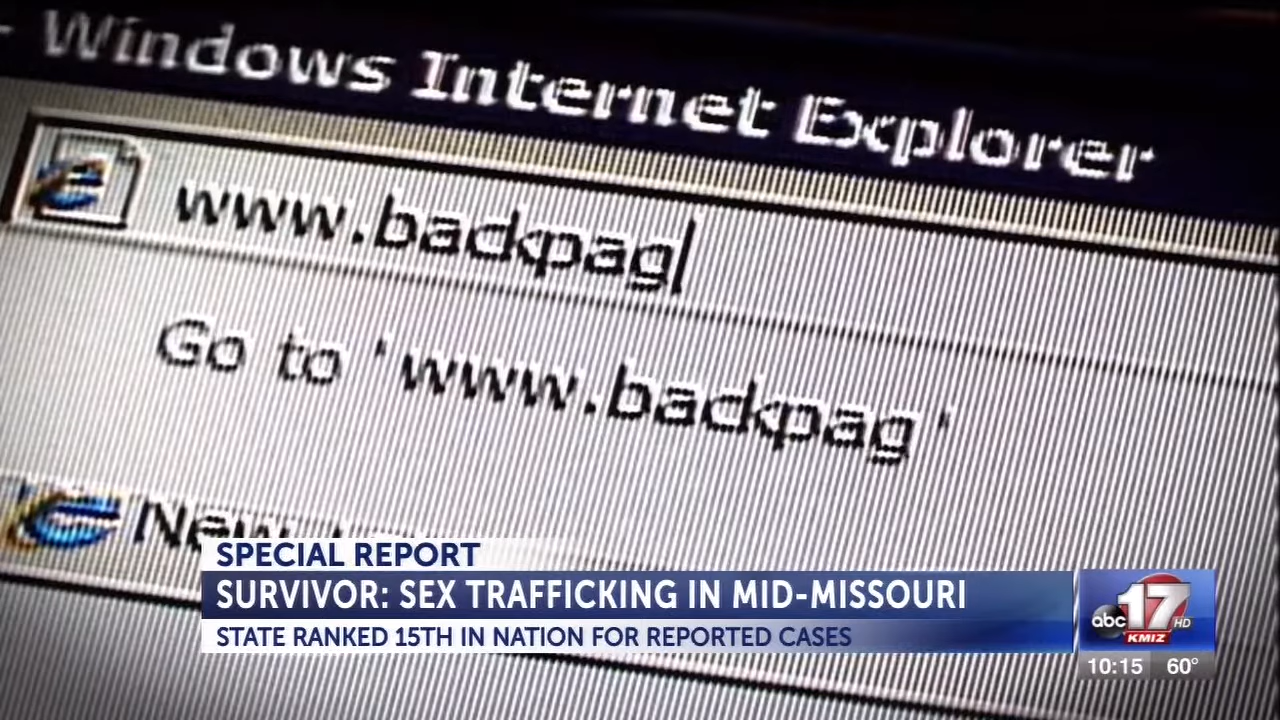 - Windows Internet Explorer
www.backpag
Go to 'www.backpag'
New
SPECIAL REPORT
SURVIVOR: SEX TRAFFICKING IN MID-MISSOURI
STATE RANKED 15TH IN NATION FOR REPORTED CASES
abc 17 HD
KMIZ
10:15 60°